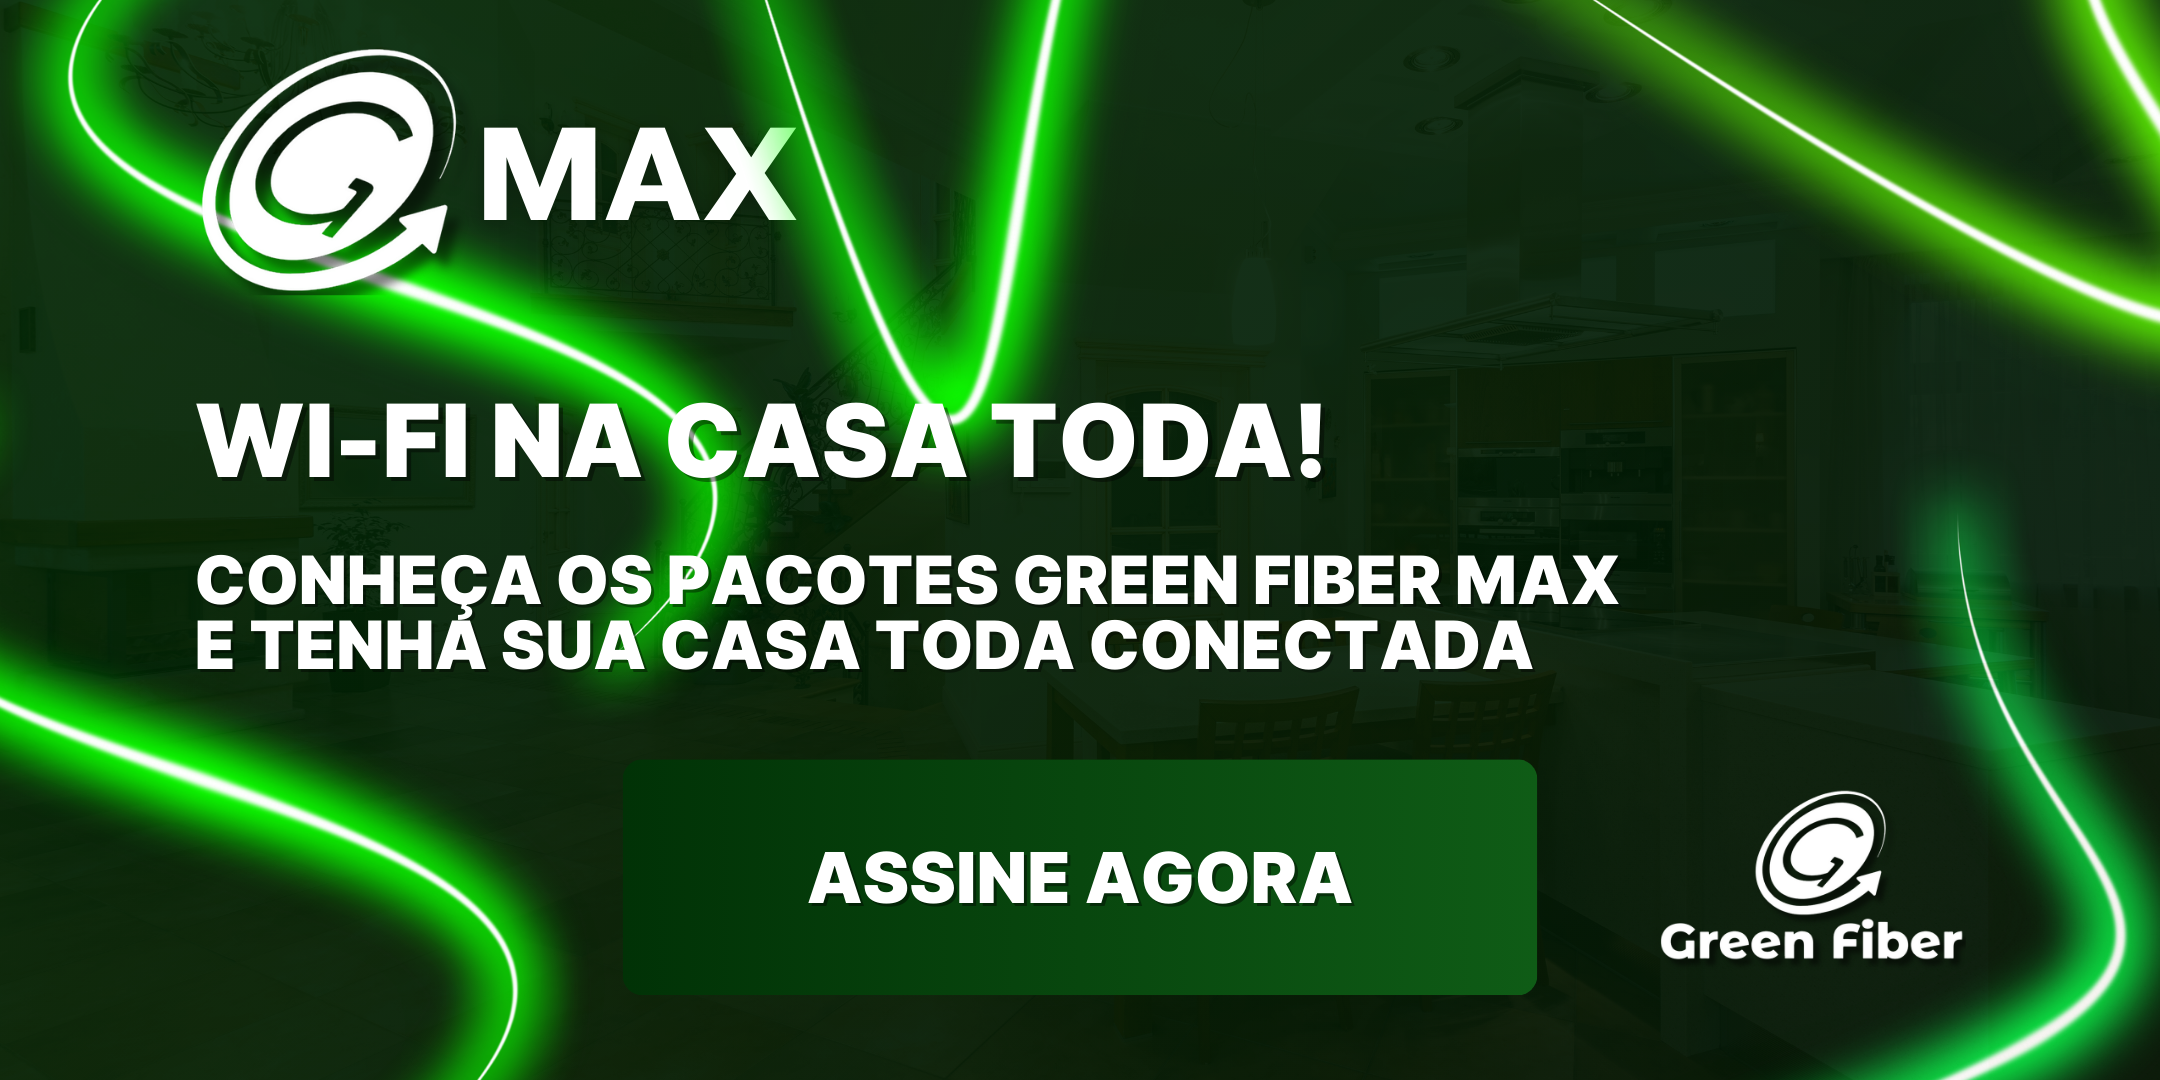 MAX
WI-FI NA CASA TODA!
CONHEÇA OS PACOTES GREEN FIBER MAX
E TENHA SUA CASA TODA CONECTADA
ASSINE AGORA
Green Fiber